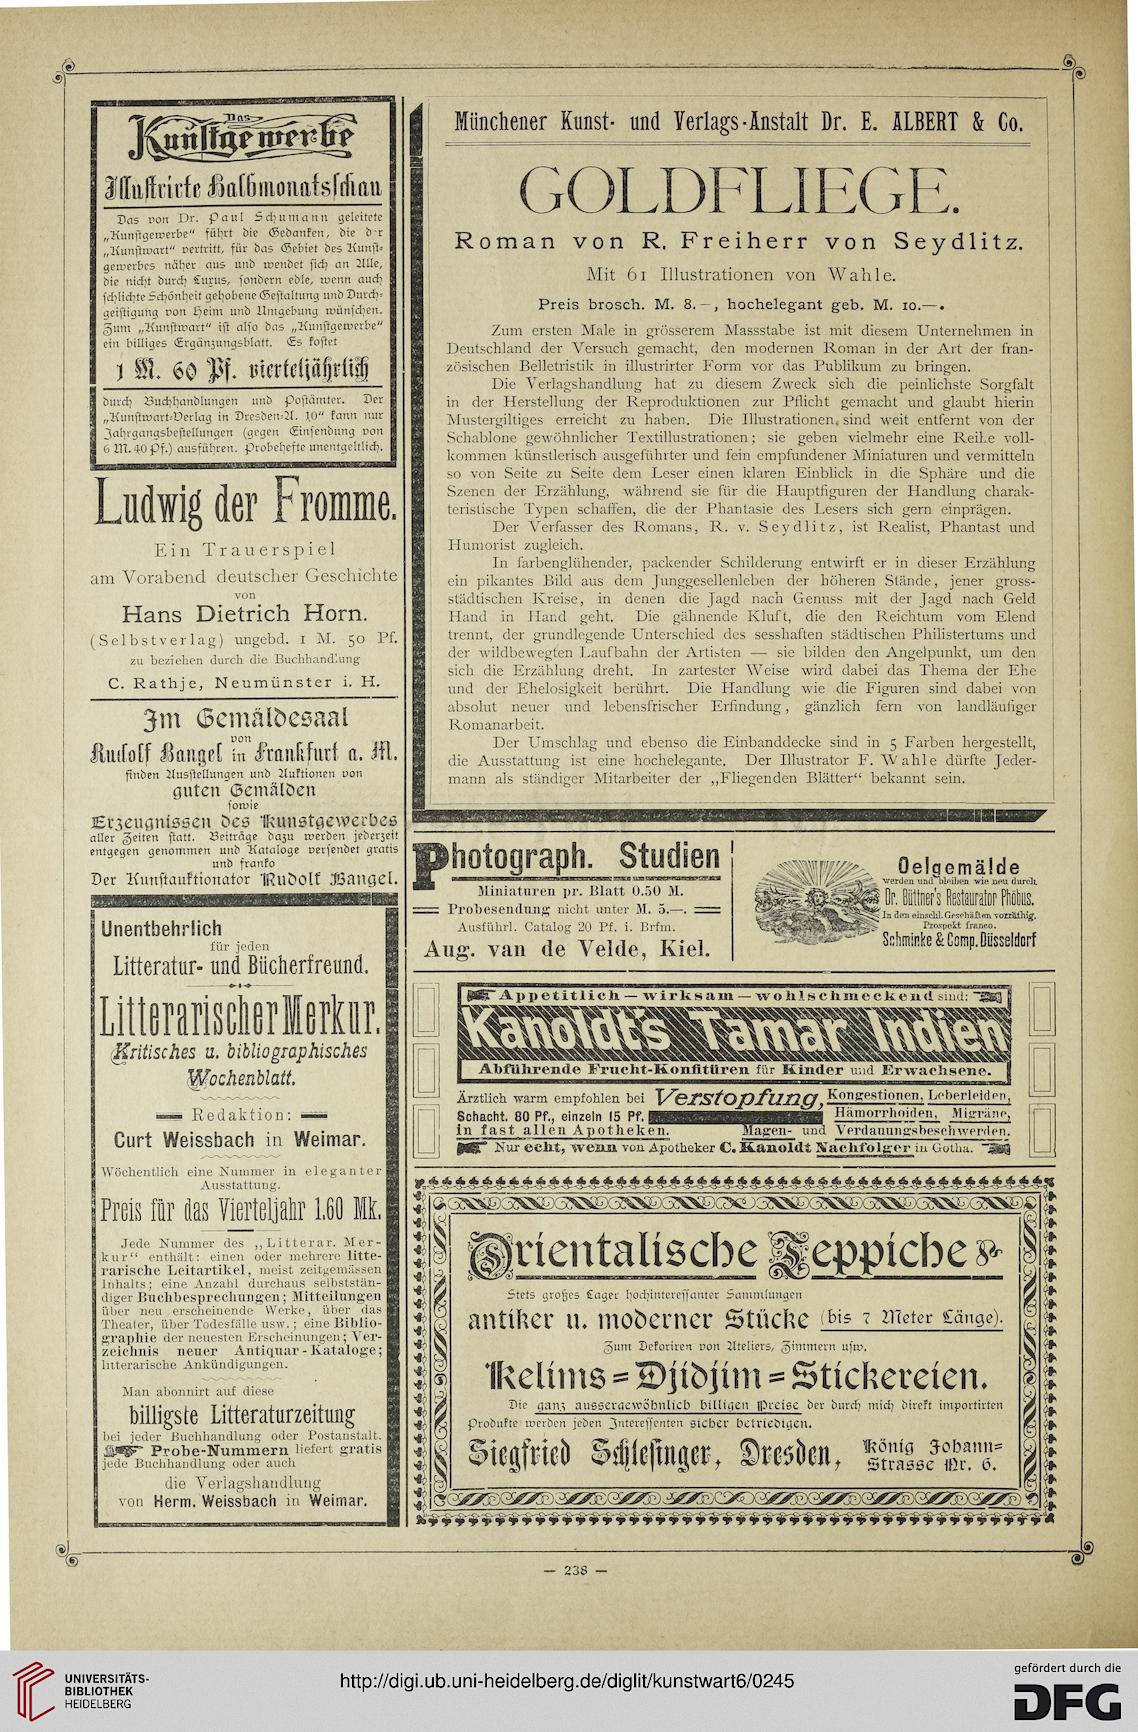 Das
Kunstgewerbe
Illustrirte Halbmonatsschau
Das von Dr. Paul Schumann geleitete
„Kunstgewerbe“ führt die Gedanken, die d r
„Kunstwart“ vertritt, für das Gebiet des Kunst-
gewerbes näher aus und wendet sich an Alle,
die nicht durch Luxus, sondern edle, wenn auch
schlichte Schönheit gehobene Gestaltung und Durch-
geistigung von Heim und Umgebung wünschen.
Zum „Kunstwart“ ist also das „Kunstgewerbe“
ein billiges Ergänzungsblatt. Es kostet
1 M. 60 Pf. vierteljährlich
durch Buchhandlungen und Postämter. Der
„Kunstwart-Verlag in Dresden-A. 10“ kann nur
Jahrgangsbestellungen (gegen Einsendung von
6 M. 40 Pf.) ausführen. Probehefte unentgeltlich.
Ludwig der Fromme.
Ein Trauerspiel
am Vorabend deutscher Geschichte
von
Hans Dietrich Horn.
(Selbstverlag) ungebd. 1 M. 50 Pf.
zu beziehen durch die Buchhandlung
C. Rathje, Neumünster i. H.
Im Gemäldesaal
von
Rudolf Bangel in Frankfurt a. M.
finden Ausstellungen und Auktionen von
guten Gemälden
sowie
Erzeugnissen des Kunstgewerbes
aller Zeiten statt. Beiträge dazu werden jederzeit
entgegen genommen und Kataloge versendet gratis
und franko
Der Kunstauktionator Rudolf Bangel.
Unentbehrlich
für jeden
Litteratur- und Bücherfreund.
Litterarischer Merkur.
Kritisches u. bibliographisches
Wochenblatt.
Redaktion:
Curt Weissbach in Weimar.
Wöchentlich eine Nummer in eleganter
Ausstattung.
Preis für das Vierteljahr 1.60 Mk.
Jede Nummer des „Litterar. Mer-
kur“ enthält: einen oder mehrere litte-
rarische Leitartikel, meist zeitgemässen
Inhalts; eine Anzahl durchaus selbststän-
diger Buchbesprechungen; Mitteilungen
über neu erscheinende Werke, über das
Theater, über Todesfälle usw.; eine Biblio-
graphie der neuesten Erscheinungen; Ver-
zeichnis neuer Antiquar-Kataloge;
litterarische Ankündigungen.
Man abonnirt auf diese
billigste Litteraturzeitung
bei jeder Buchhandlung oder Postanstalt.
Probe-Nummern liefert gratis
jede Buchhandlung oder auch
die Verlagshandlung
von Herm. Weissbach in Weimar.
Münchener Kunst- und Verlags-Anstalt Dr. E. ALBERT & Co.
GOLDFLIEGE.
Roman von R. Freiherr von Seydlitz.
Mit 61 Illustrationen von Wahle.
Preis brosch. M. 8.—, hochelegant geb. M. 10.—.
Zum ersten Male in grösserem Massstabe ist mit diesem Unternehmen in
Deutschland der Versuch gemacht, den modernen Roman in der Art der fran-
zösischen Belletristik in illustrirter Form vor das Publikum zu bringen.
Die Verlagshandlung hat zu diesem Zweck sich die peinlichste Sorgfalt
in der Herstellung der Reproduktionen zur Pflicht gemacht und glaubt hierin
Mustergiltiges erreicht zu haben. Die Illustrationen sind weit entfernt von der
Schablone gewöhnlicher Textillustrationen; sie geben vielmehr eine Reihe voll-
kommen künstlerisch ausgeführter und fein empfundener Miniaturen und vermitteln
so von Seite zu Seite dem Leser einen klaren Einblick in die Sphäre und die
Szenen der Erzählung, während sie für die Hauptfiguren der Handlung charak-
teristische Typen schaffen, die der Phantasie des Lesers sich gern einprägen.
Der Verfasser des Romans, R. v. Seydlitz, ist Realist, Phantast und
Humorist zugleich.
In farbenglühender, packender Schilderung entwirft er in dieser Erzählung
ein pikantes Bild aus dem Junggesellenleben der höheren Stände, jener gross-
städtischen Kreise, in denen die Jagd nach Genuss mit der Jagd nach Geld
Hand in Hand geht. Die gähnende Kluft, die den Reichtum vom Elend
trennt, der grundlegende Unterschied des sesshaften städtischen Philistertums und
der wildbewegten Laufbahn der Artisten — sie bilden den Angelpunkt, um den
sich die Erzählung dreht. In zartester Weise wird dabei das Thema der Ehe
und der Ehelosigkeit berührt. Die Handlung wie die Figuren sind dabei von
absolut neuer und lebensfrischer Erfindung, gänzlich fern von landläufiger
Romanarbeit.
Der Umschlag und ebenso die Einbanddecke sind in 5 Farben hergestellt,
die Ausstattung ist eine hochelegante. Der Illustrator F. Wahle dürfte Jeder-
mann als ständiger Mitarbeiter der „Fliegenden Blätter“ bekannt sein.
Photograph. Studien
Miniaturen pr. Blatt 0.50 M.
Probesendung nicht unter M. 5.—.
Ausführl. Catalog 20 Pf. i. Brfm.
Aug. van de Velde, Kiel.
Oelgemälde
werden und bleiben wie neu durch
Dr. Büttner's Restaurator Phöbus.
In den einschl. Geschäften vorräthig.
Prospekt franco.
Schminke & Comp. Düsseldorf
Appetitlich — wirksam — wohlschmeckend sind:
Kanoldt's Tamar Indien
Abführende Frucht-Konfitüren für Kinder und Erwachsene.
Ärztlich warm empfohlen bei Verstopfung, Kongestionen, Leberleiden,
Schacht. 80 Pf., einzeln 15 Pf. Hämorrhoiden, Migräne,
in fast allen Apotheken. Magen- und Verdauungsbeschwerden.
Nur echt, wenn von Apotheker C. Kanoldt Nachfolger in Gotha.
Orientalische Teppiche
Stets großes Lager hochinteressanter Sammlungen
antiker u. moderner Stücke (bis 7 Meter Länge).
Zum Dekoriren von Ateliers, Zimmern usw.
Kelims-Djidjim-Stickereien.
Die ganz aussergewöhnlich billigen Preise der durch mich direkt importirten
Produkte werden jeden Interessenten sicher befriedigen.
Siegfried Schlesinger, Dresden, König Johann-
Strasse Nr. 6.
— 238 —
UNIVERSITÄTS-
BIBLIOTHEK
HEIDELBERG
http://digi.ub.uni-heidelberg.de/diglit/kunstwart6/0245
gefördert durch die
DFG